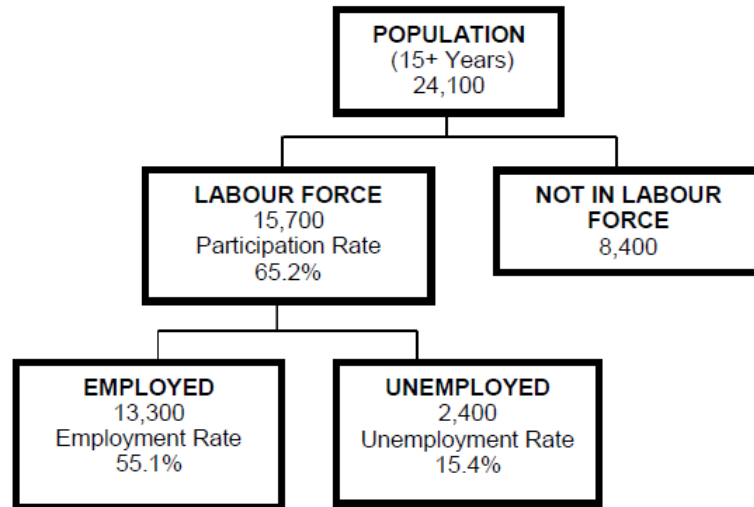 POPULATION
(15+ Years)
24,100
LABOUR FORCE
15,700
Participation Rate
65.2%
NOT IN LABOUR
FORCE
8,400
EMPLOYED
13,300
Employment Rate
55.1%
UNEMPLOYED
2,400
Unemployment Rate
15.4%